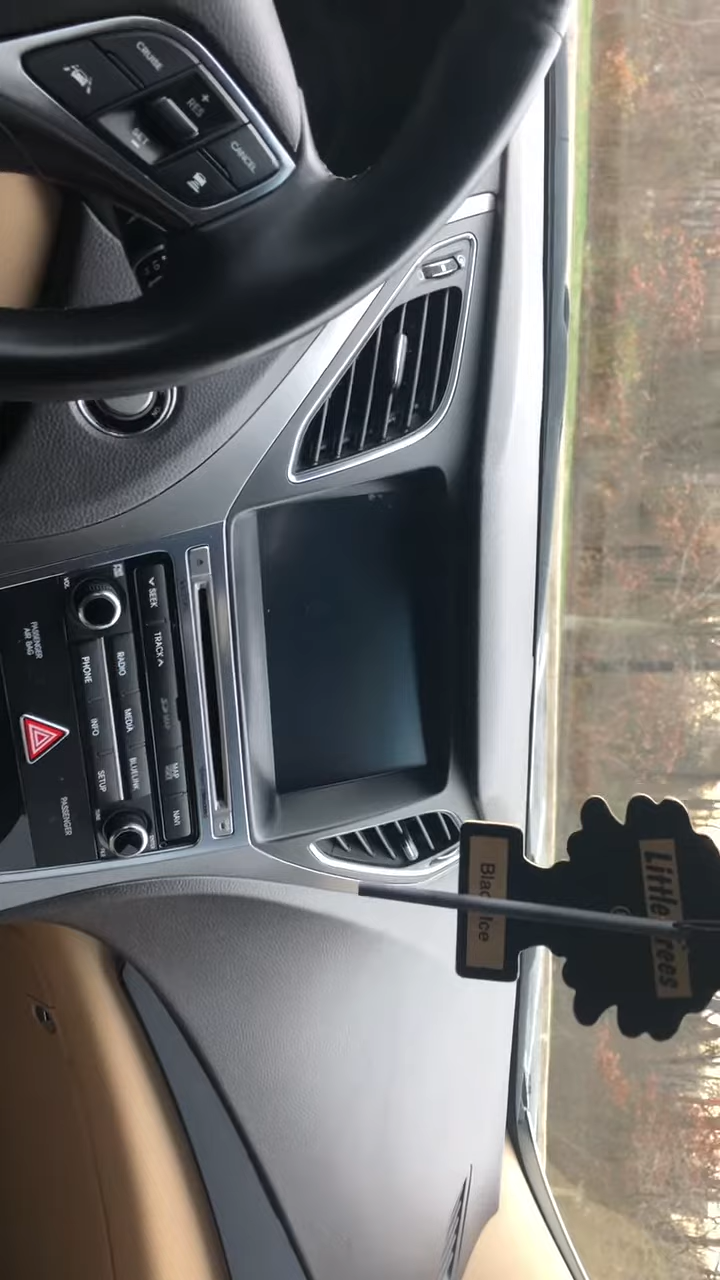 CRUISE
+
RES
SET
-
CANCEL
SEEK
TRACK
RADIO
MEDIA
BLUELINK
MAP
NAVI
PHONE
INFO
SETUP
VOL
PASSENGER
AIR BAG
PASSENGER
Little Trees
Black Ice